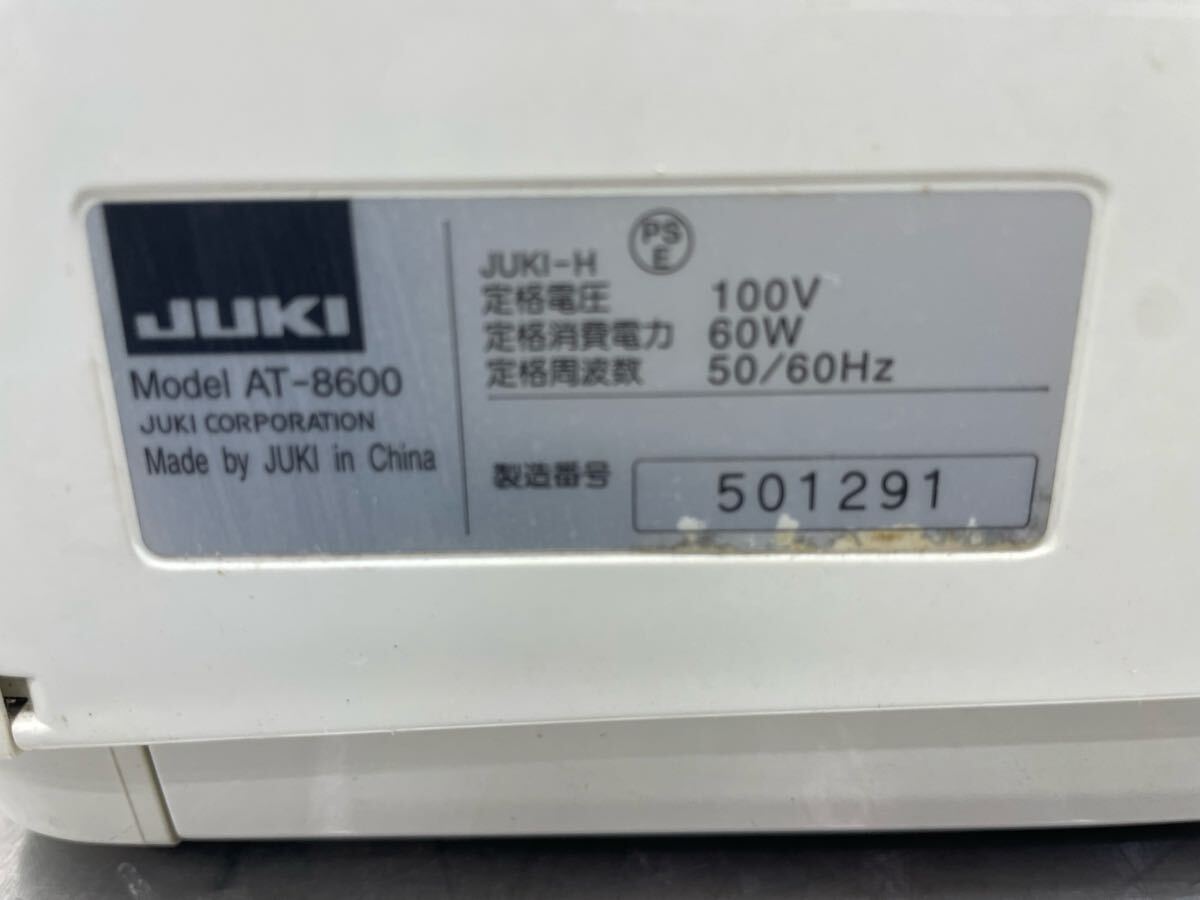 JUKI
Model AT-8600
JUKI CORPORATION
Made by JUKI in China
JUKI-H
PS
E
定格電圧 100V
定格消費電力 60W
定格周波数 50/60Hz
製造番号 501291